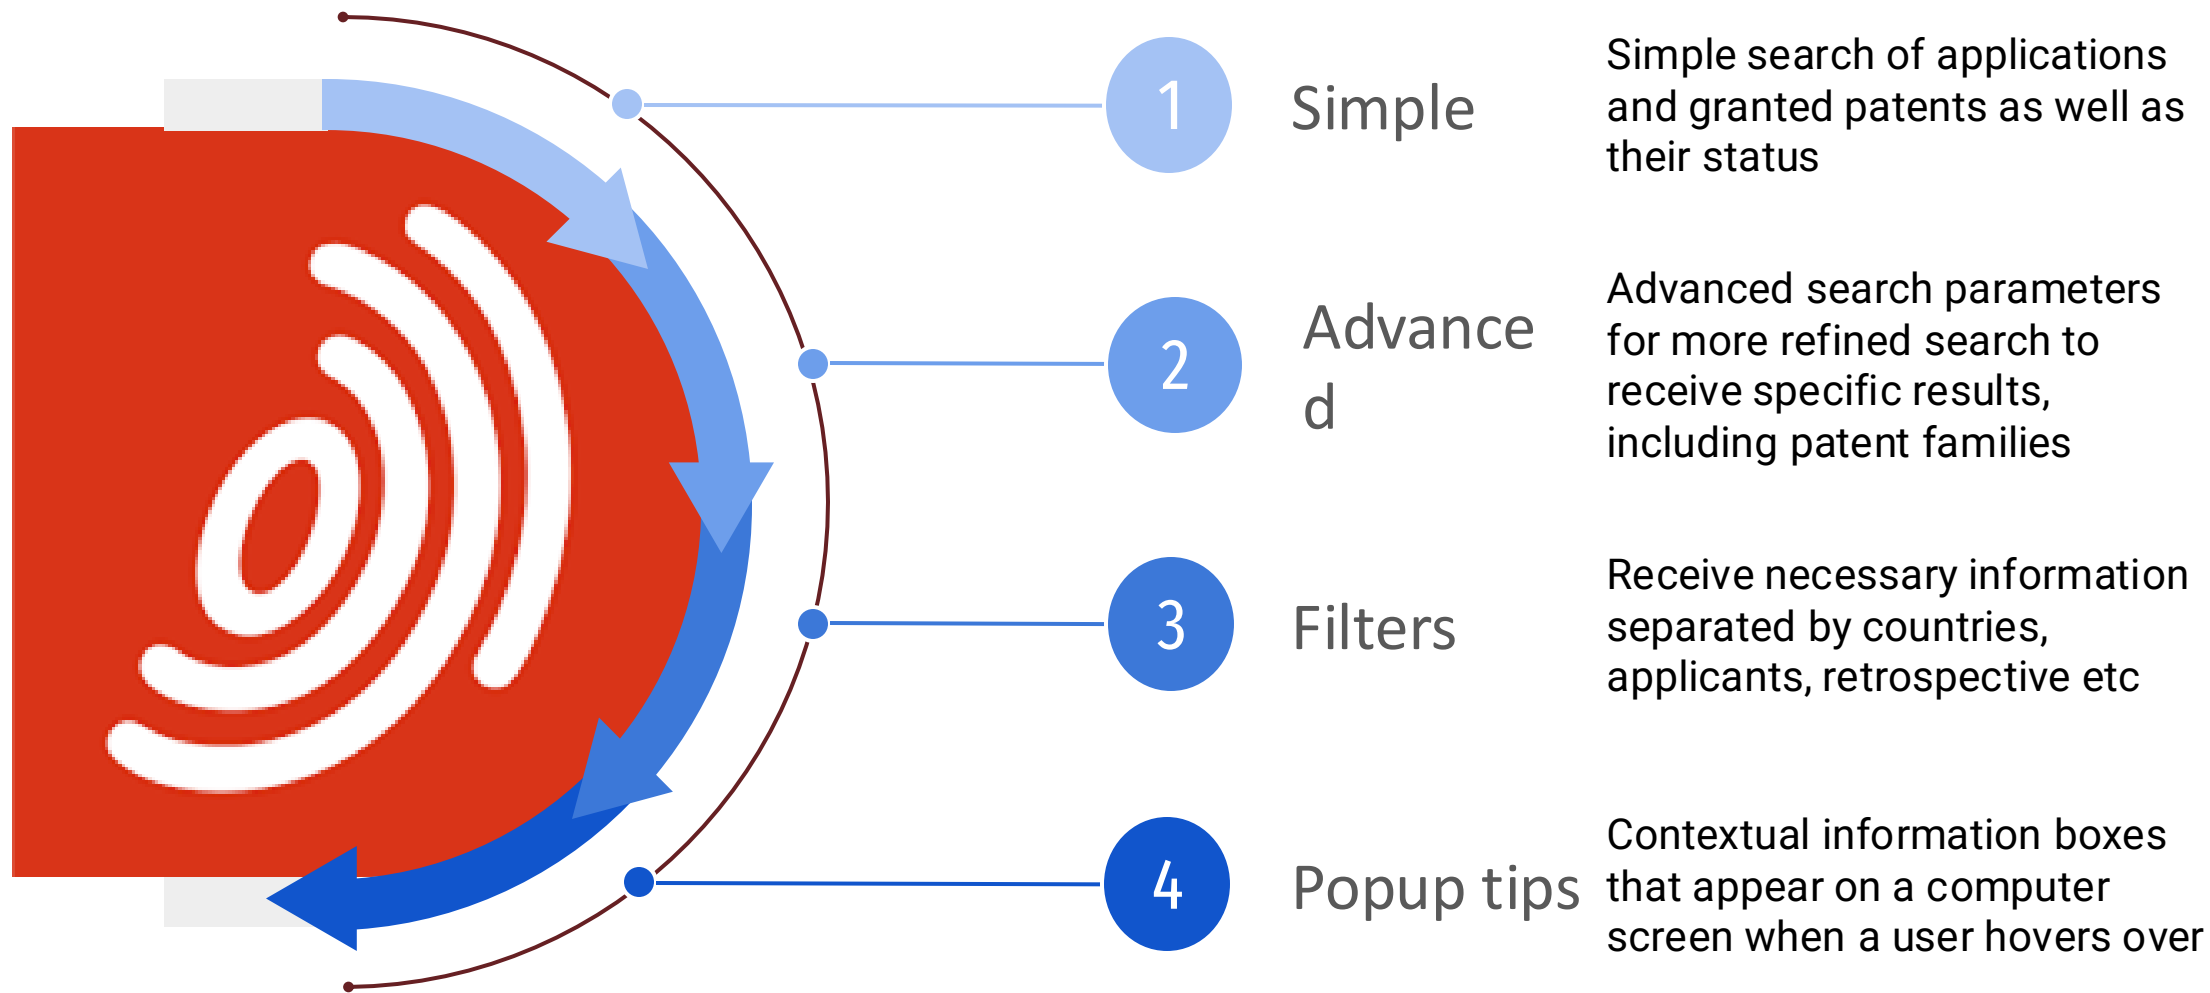 1
Simple
Simple search of applications
and granted patents as well as
their status
2
Advance
d
Advanced search parameters
for more refined search to
receive specific results,
including patent families
3
Filters
Receive necessary information
separated by countries,
applicants, retrospective etc
4
Popup tips
Contextual information boxes
that appear on a computer
screen when a user hovers over